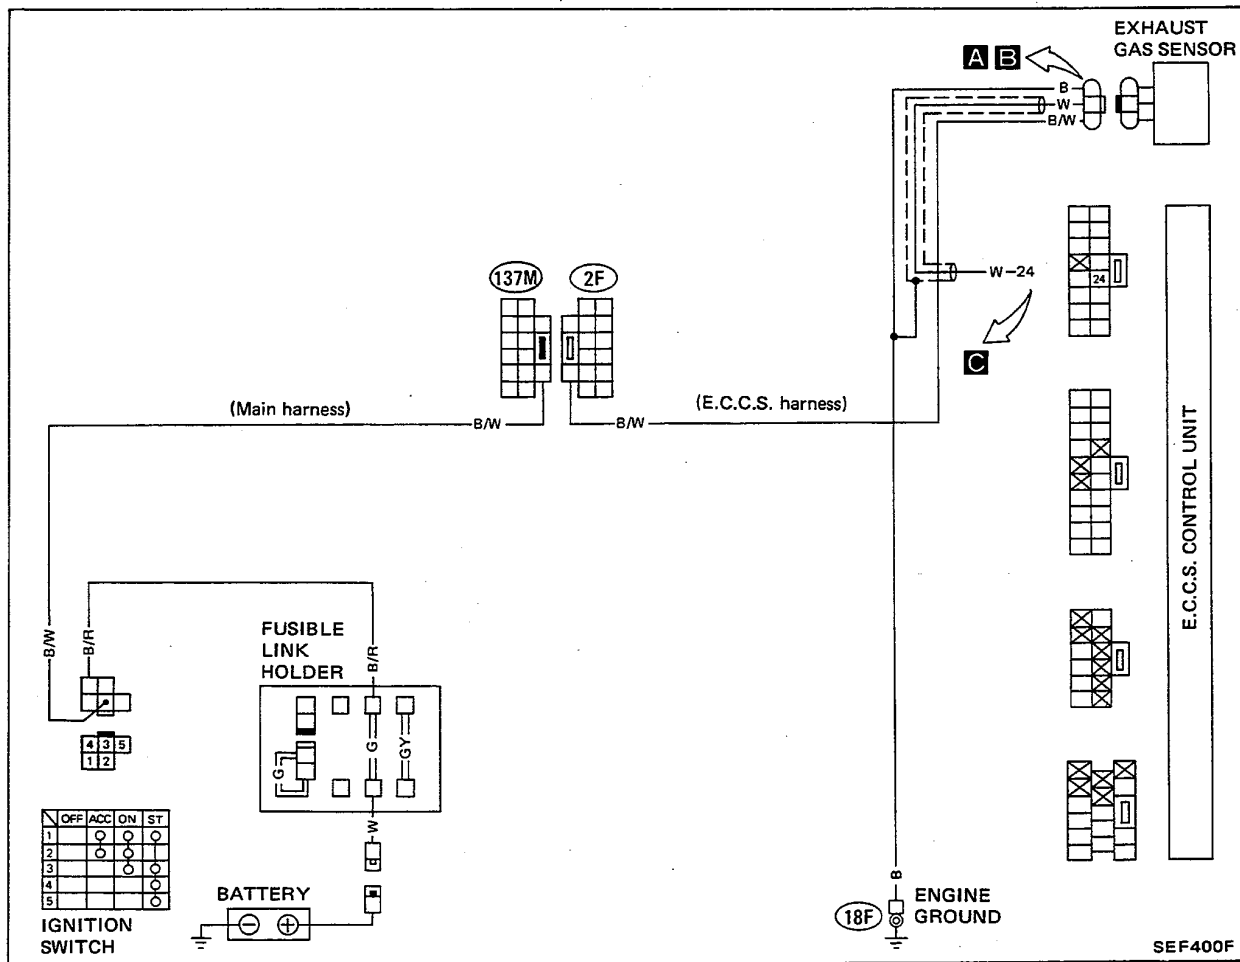 EXHAUST
GAS SENSOR
A B
B
W
B/W
W-24
24
C
137M
2F
(Main harness)
B/W
B/W
(E.C.C.S. harness)
E.C.C.S. CONTROL UNIT
B/W
B/R
FUSIBLE
LINK
HOLDER
B/R
G
G
GY
W
4 3 5
1 2
OFF ACC ON ST
1
2
3
4
5
IGNITION
SWITCH
BATTERY
B
18F
ENGINE
GROUND
SEF400F